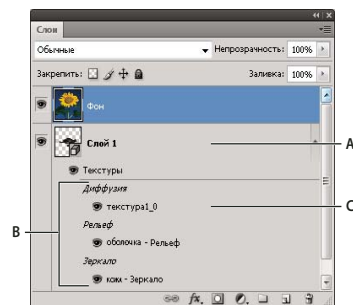 Слои
Обычные Непрозрачность: 100%
Закрепить: Заливка: 100%
Фон
Слой 1 A
Текстуры
Диффузия
текстура1_0 C
Рельеф
B оболочка - Рельеф
Зеркало
кожа - Зеркало
fx